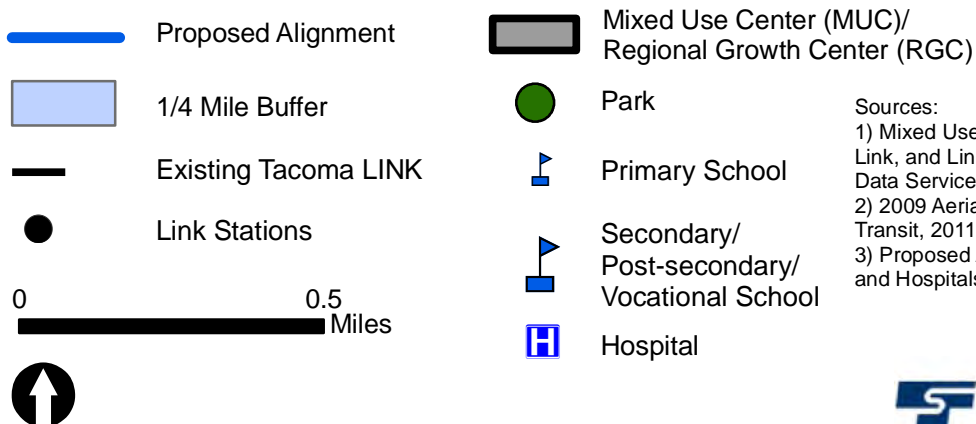 Proposed Alignment
1/4 Mile Buffer
Existing Tacoma LINK
Link Stations
0 0.5
Miles
Mixed Use Center (MUC)/
Regional Growth Center (RGC)
Park
Primary School
Secondary/
Post-secondary/
Vocational School
H Hospital
Sources:
1) Mixed Use
Link, and Lin
Data Service
2) 2009 Aeria
Transit, 2011
3) Proposed
and Hospitals
S